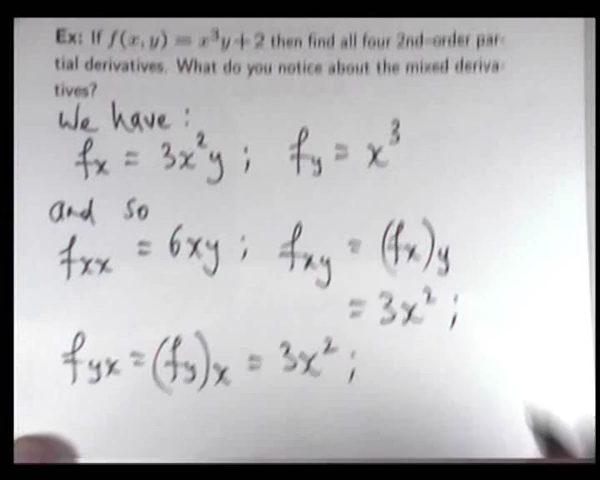 Ex: If f(x, y) = x³y + 2 then find all four 2nd-order par-
tial derivatives. What do you notice about the mixed deriva-
tives?
We have :
fx = 3x²y ; fy = x³
and so
fxx = 6xy ; fxy = (fx)y
= 3x² ;
fyx = (fy)x = 3x² ;